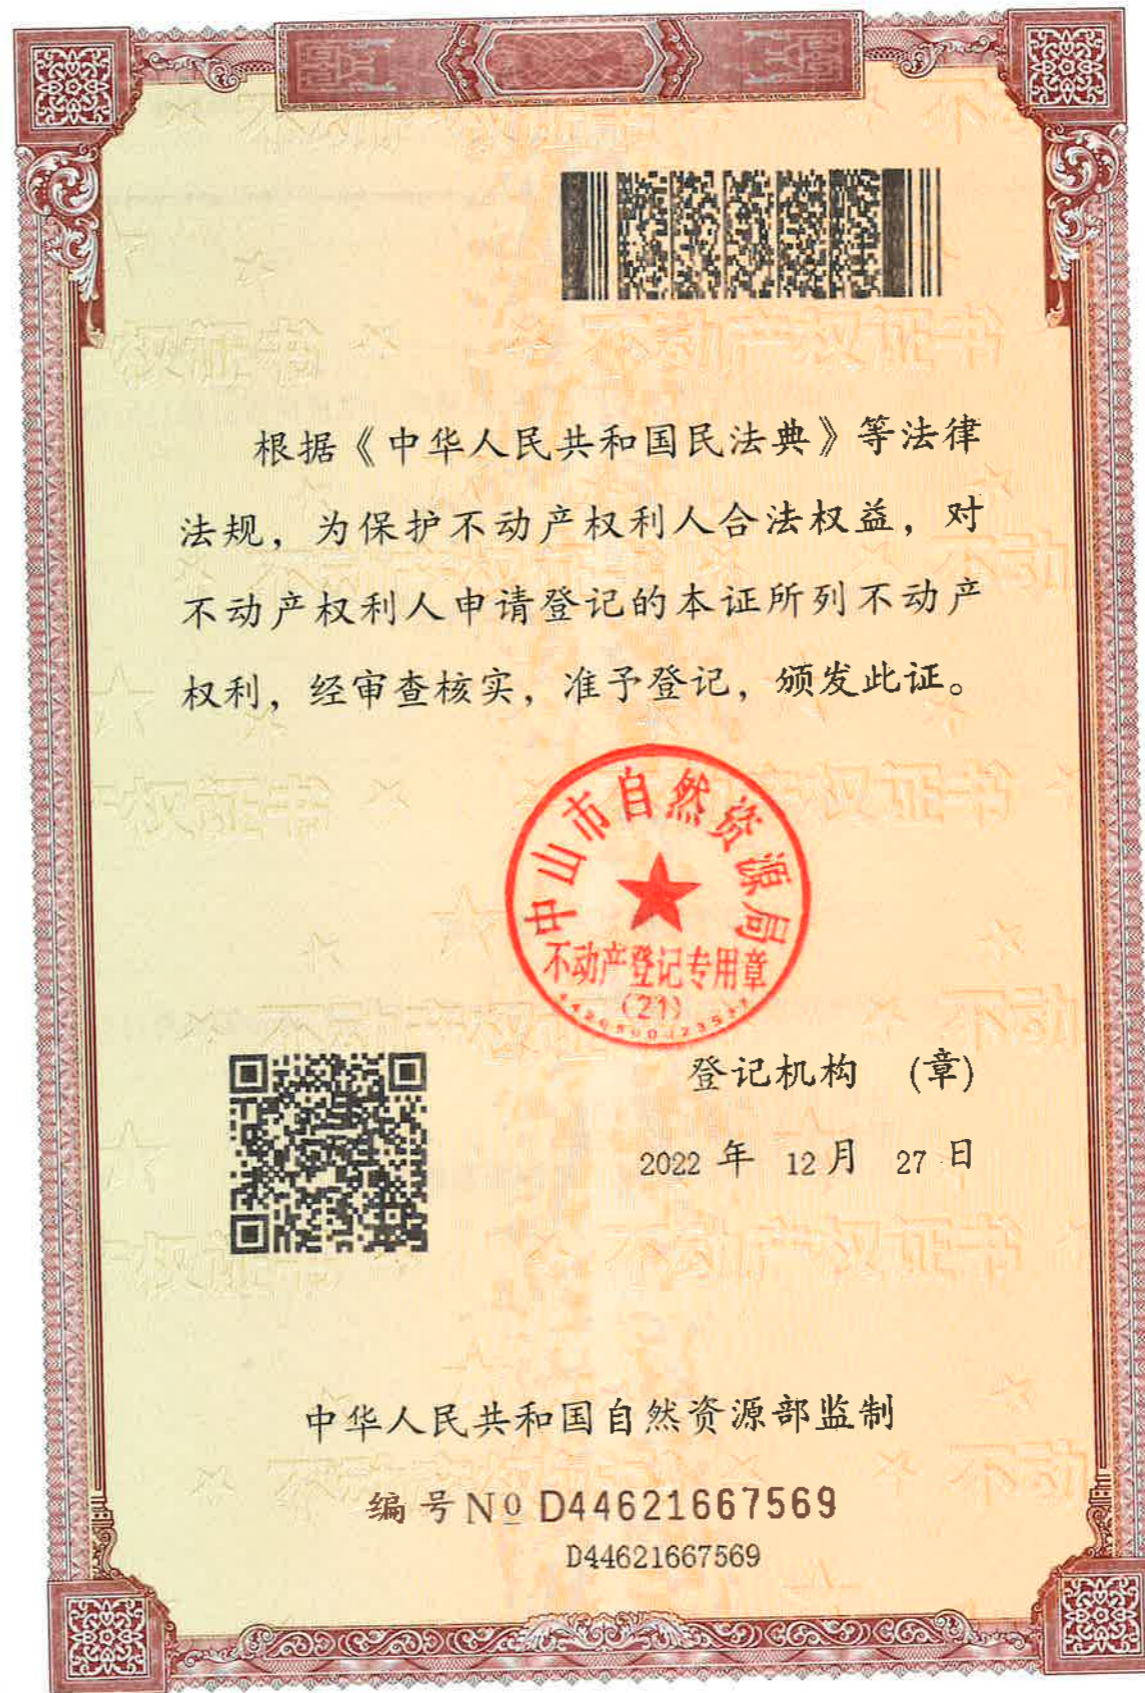 根据《中华人民共和国民法典》等法律
法规，为保护不动产权利人合法权益，对
不动产权利人申请登记的本证所列不动产
权利，经审查核实，准予登记，颁发此证。
中山市自然资源局
不动产登记专用章
(21)
登记机构 (章)
2022 年 12 月 27 日
中华人民共和国自然资源部监制
编号 № D44621667569
D44621667569